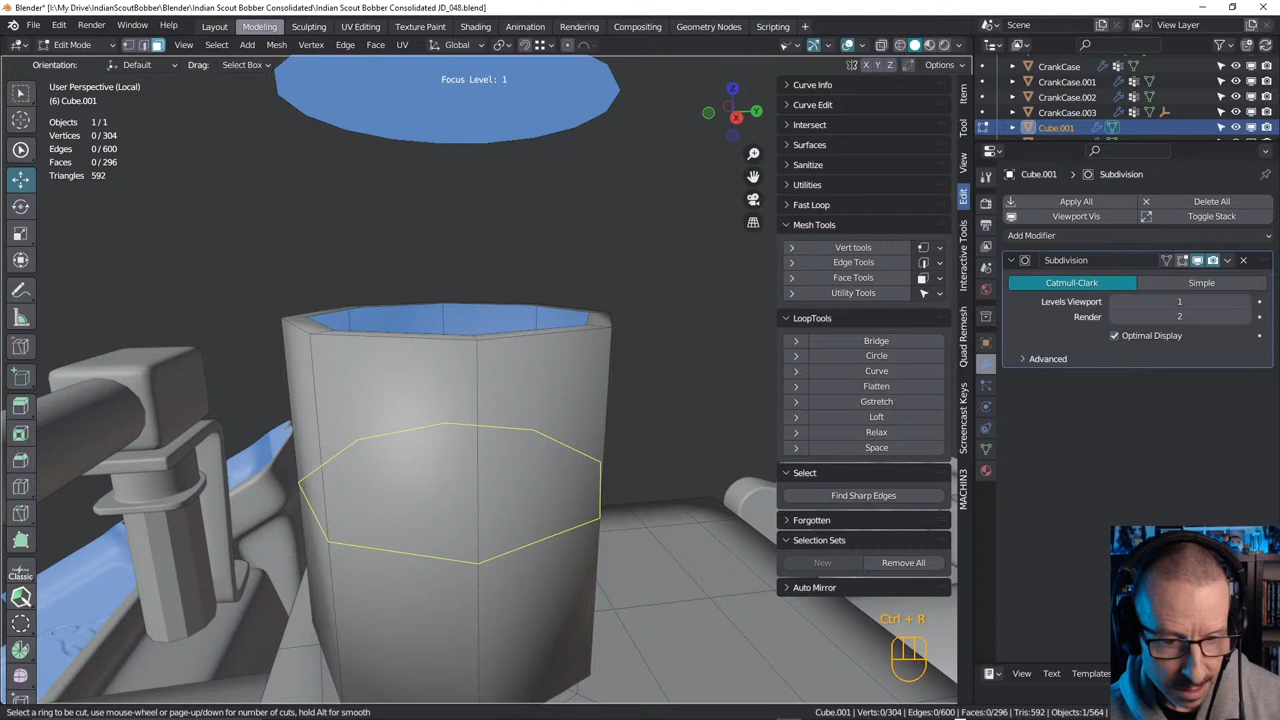 Blender* [I:\My Drive\IndianScoutBobber\Blender\Indian Scout Bobber Consolidated\Indian Scout Bobber Consolidated JD_048.blend]
File Edit Render Window Help Layout Modeling Sculpting UV Editing Texture Paint Shading Animation Rendering Compositing Geometry Nodes Scripting Scene View Layer
Edit Mode View Select Add Mesh Vertex Edge Face UV Global
Orientation: Default Drag: Select Box X Y Z Options
Focus Level: 1
User Perspective (Local)
(6) Cube.001
Objects 1/1
Vertices 0/304
Edges 0/600
Faces 0/296
Triangles 592
Classic
Z
Y
X
Curve Info
Curve Edit
Intersect
Surfaces
Sanitize
Utilities
Fast Loop
Mesh Tools
Vert tools
Edge Tools
Face Tools
Utility Tools
LoopTools
Bridge
Circle
Curve
Flatten
Gstretch
Loft
Relax
Space
Select
Find Sharp Edges
Forgotten
Selection Sets
New Remove All
Auto Mirror
Ctrl + R
Item
Tool
View
Edit
Interactive Tools
Quad Remesh
Screencast Keys
MACHIN3
CrankCase
CrankCase.001
CrankCase.002
CrankCase.003
Cube.001
Cube.001 Subdivision
Apply All Delete All
Viewport Vis Toggle Stack
Add Modifier
Subdivision
Catmull-Clark Simple
Levels Viewport 1
Render 2
Optimal Display
Advanced
View Text Templates
Select a ring to be cut, use mouse-wheel or page-up/down for number of cuts, hold Alt for smooth
Cube.001 | Verts:0/304 | Edges:0/600 | Faces:0/296 | Tris:592 | Objects:1/564